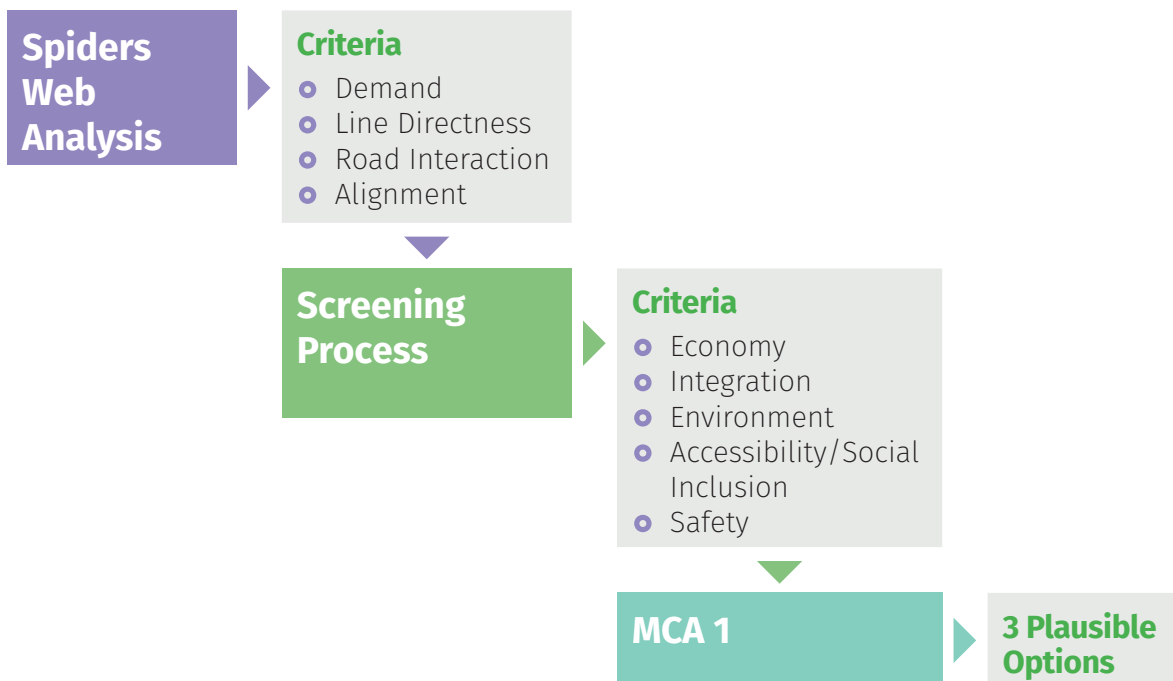 Spiders
Web
Analysis
Criteria
Demand
Line Directness
Road Interaction
Alignment
Screening
Process
Criteria
Economy
Integration
Environment
Accessibility/Social
Inclusion
Safety
MCA 1
3 Plausible
Options